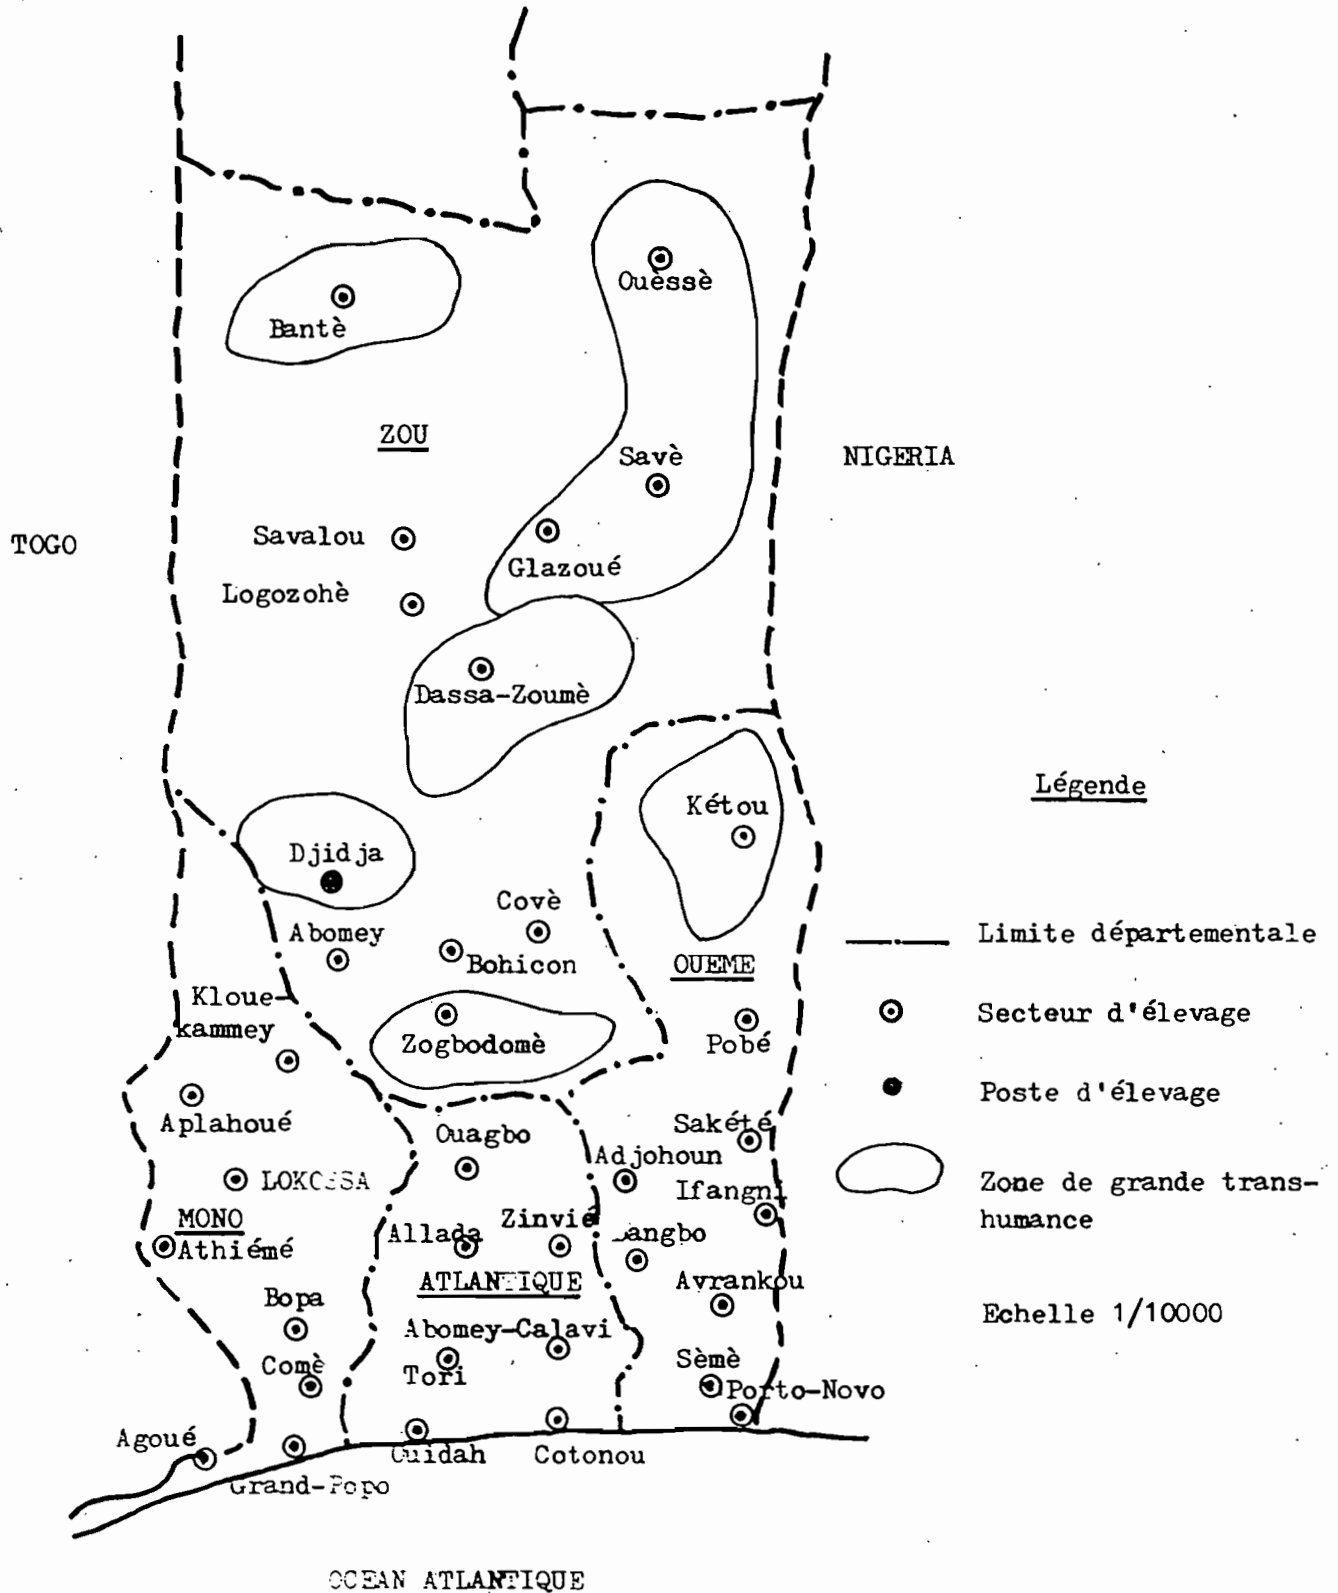 Ouèssè
Bantè
ZOU
Savè
NIGERIA
Savalou
TOGO
Glazoué
Logozohè
Dassa-Zoumè
Légende
Kétou
Djidja
Covè
Abomey
Bohicon
OUEME
Limite départementale
Kloue-
kammey
Secteur d'élevage
Zogbodomè
Pobé
Poste d'élevage
Aplahoué
Ouagbo
Sakété
Adjohoun
Ifangni
Zone de grande trans-
humance
LOKOSSA
MONO
Athiémé
Allada
Zinvié
ATLANTIQUE
Avrankou
Bopa
Echelle 1/10000
Abomey-Calavi
Tori
Comè
Sèmè
Porto-Novo
Agoué
Grand-Popo
Ouidah
Cotonou
OCEAN ATLANTIQUE